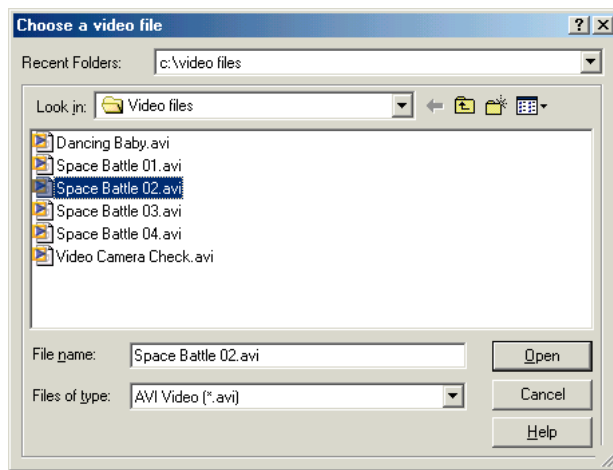 Choose a video file
Recent Folders: c:\video files
Look in: Video files
Dancing Baby.avi
Space Battle 01.avi
Space Battle 02.avi
Space Battle 03.avi
Space Battle 04.avi
Video Camera Check.avi
File name: Space Battle 02.avi
Open
Files of type: AVI Video (*.avi)
Cancel
Help